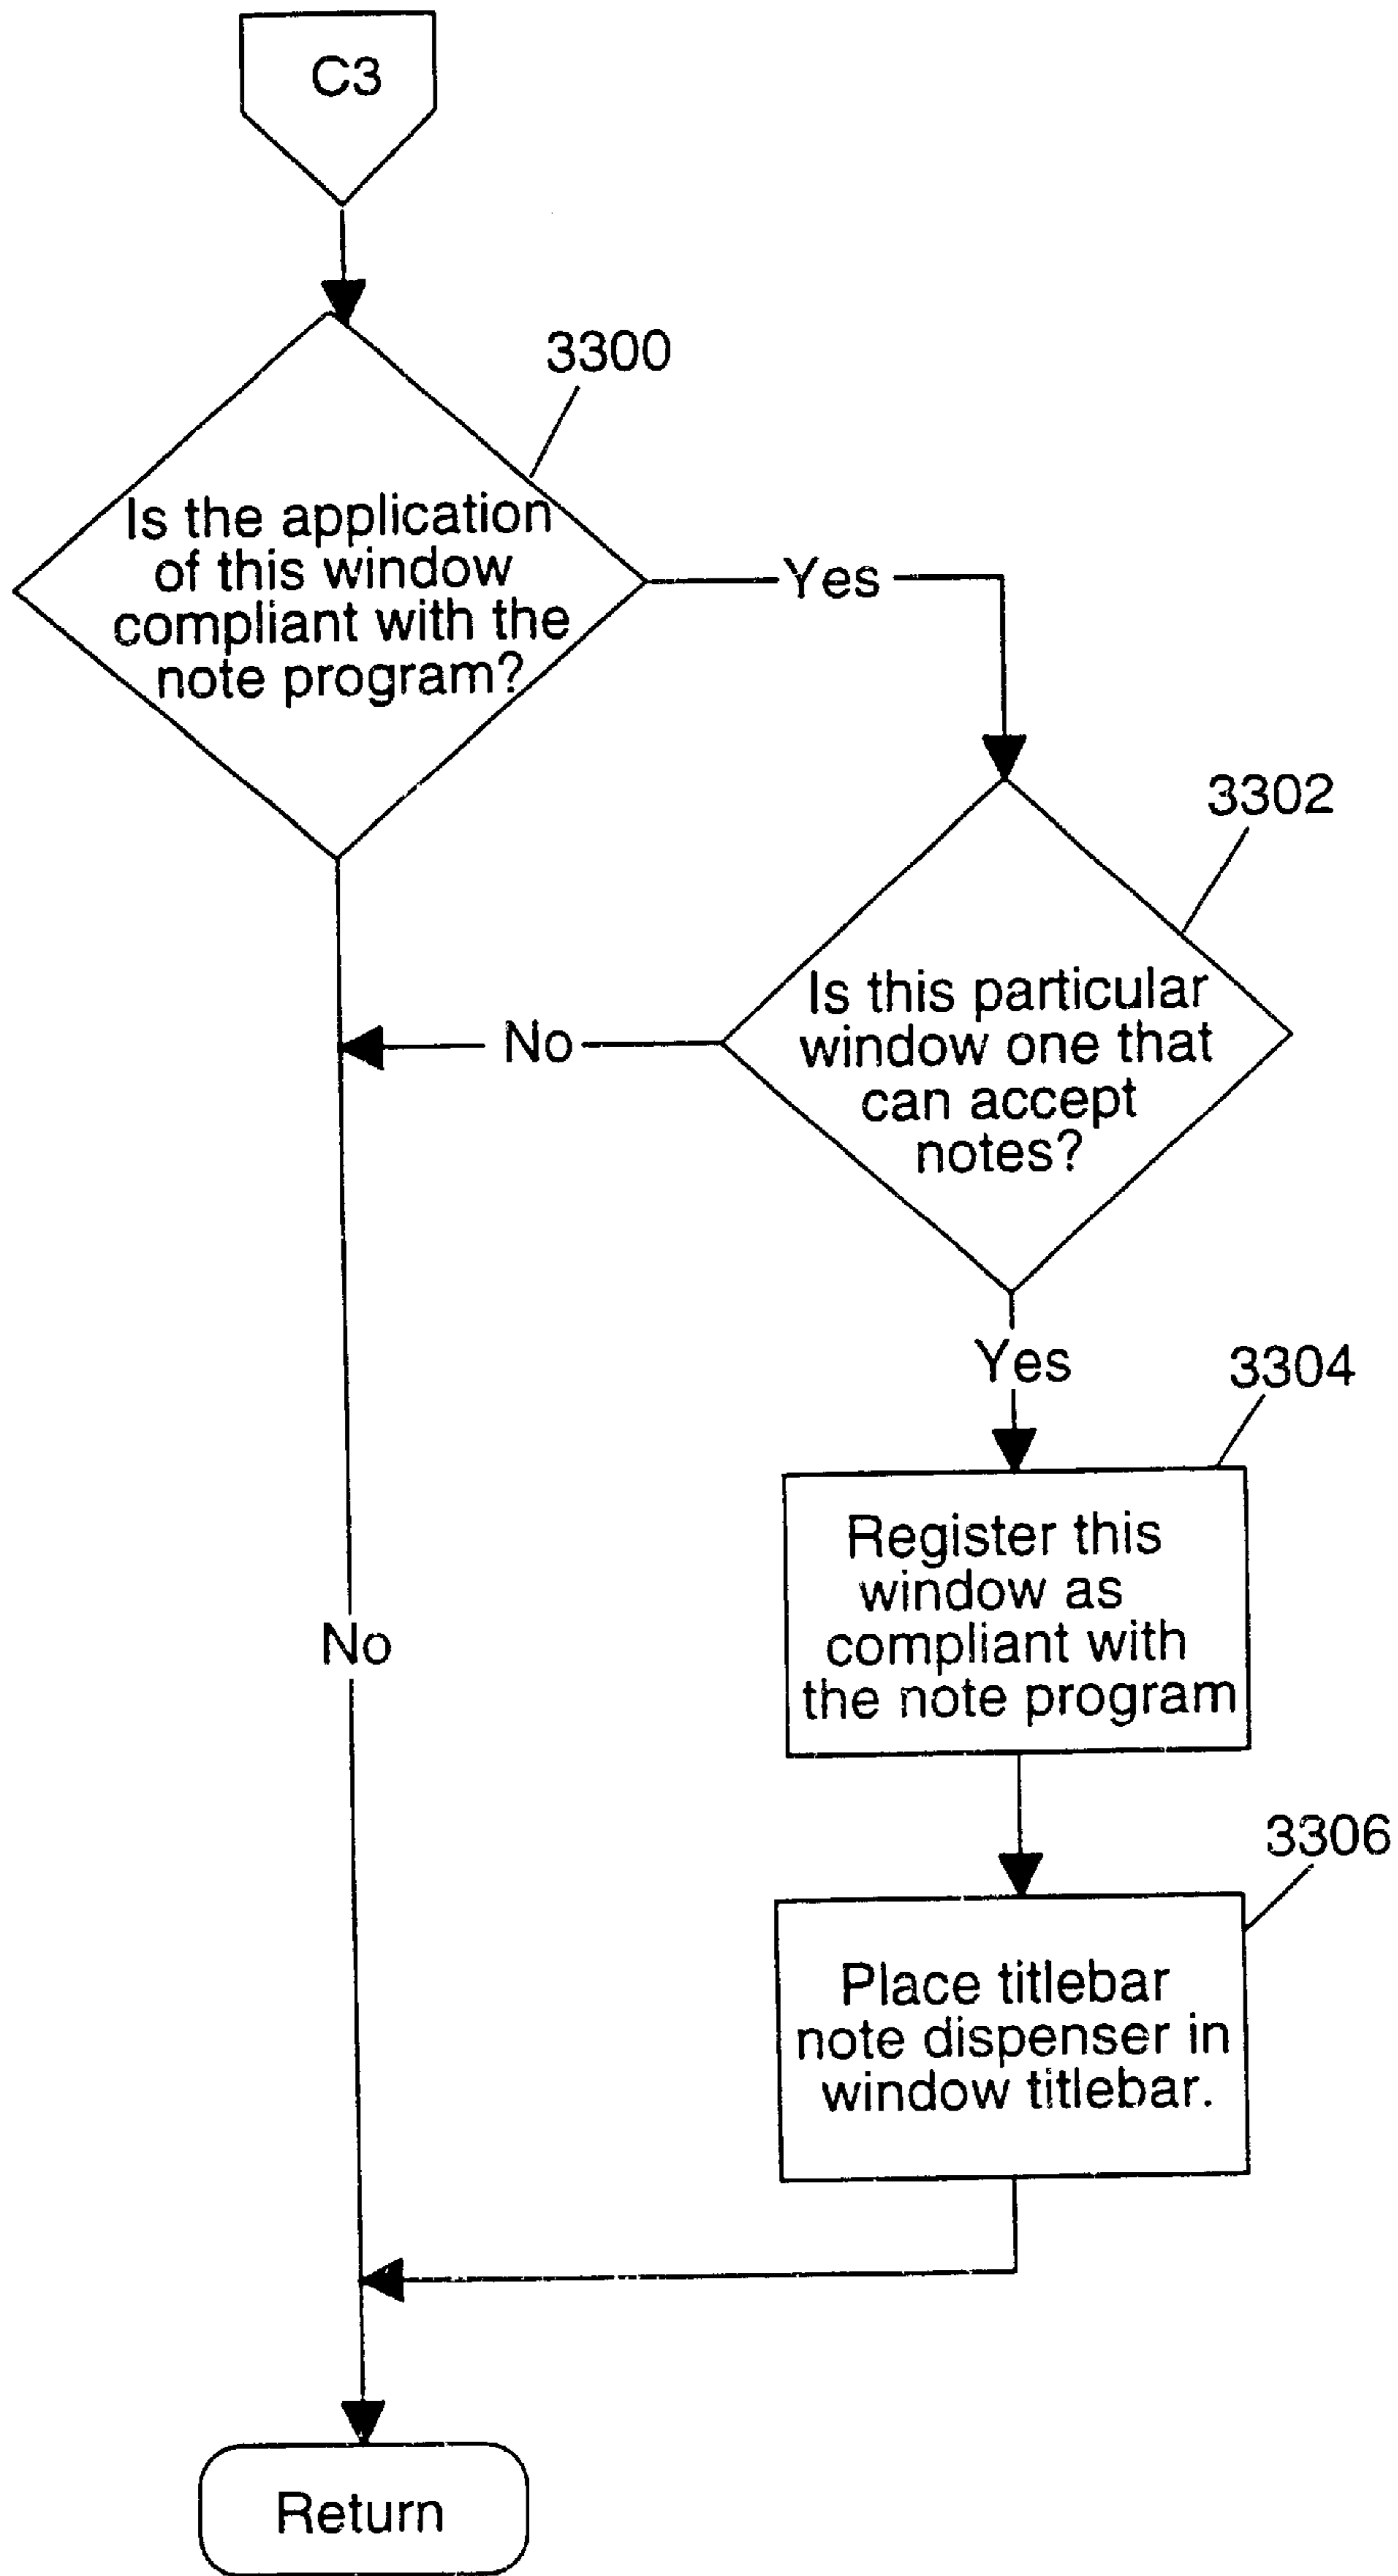 C3
3300
Is the application
of this window
compliant with the
note program?
Yes
3302
Is this particular
window one that
can accept
notes?
No
Yes
3304
Register this
window as
compliant with
the note program
No
3306
Place titlebar
note dispenser in
window titlebar.
Return